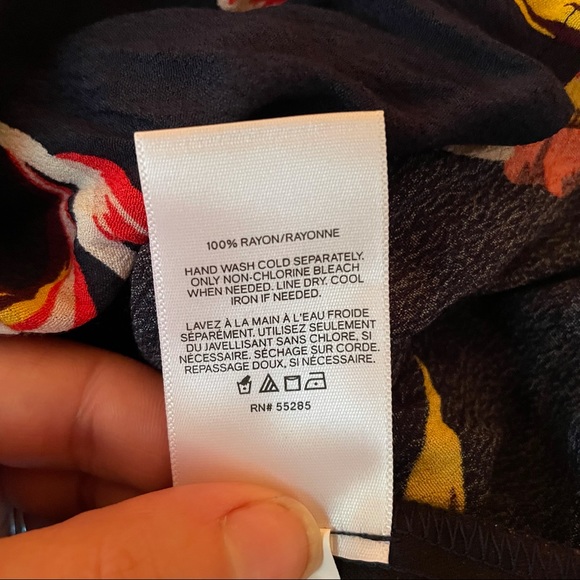 100% RAYON/RAYONNE
HAND WASH COLD SEPARATELY.
ONLY NON-CHLORINE BLEACH
WHEN NEEDED. LINE DRY. COOL
IRON IF NEEDED.
LAVEZ À LA MAIN À L'EAU FROIDE
SÉPARÉMENT. UTILISEZ SEULEMENT
DU JAVELLISANT SANS CHLORE, SI
NÉCESSAIRE. SÉCHAGE SUR CORDE.
REPASSAGE DOUX, SI NÉCESSAIRE.
RN# 55285